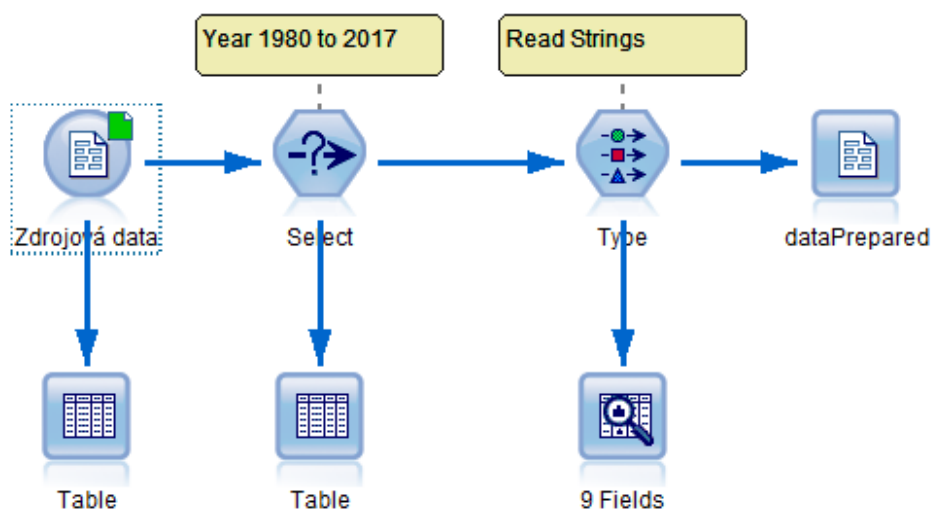 Year 1980 to 2017
Read Strings
Zdrojová data
Select
Type
dataPrepared
Table
Table
9 Fields